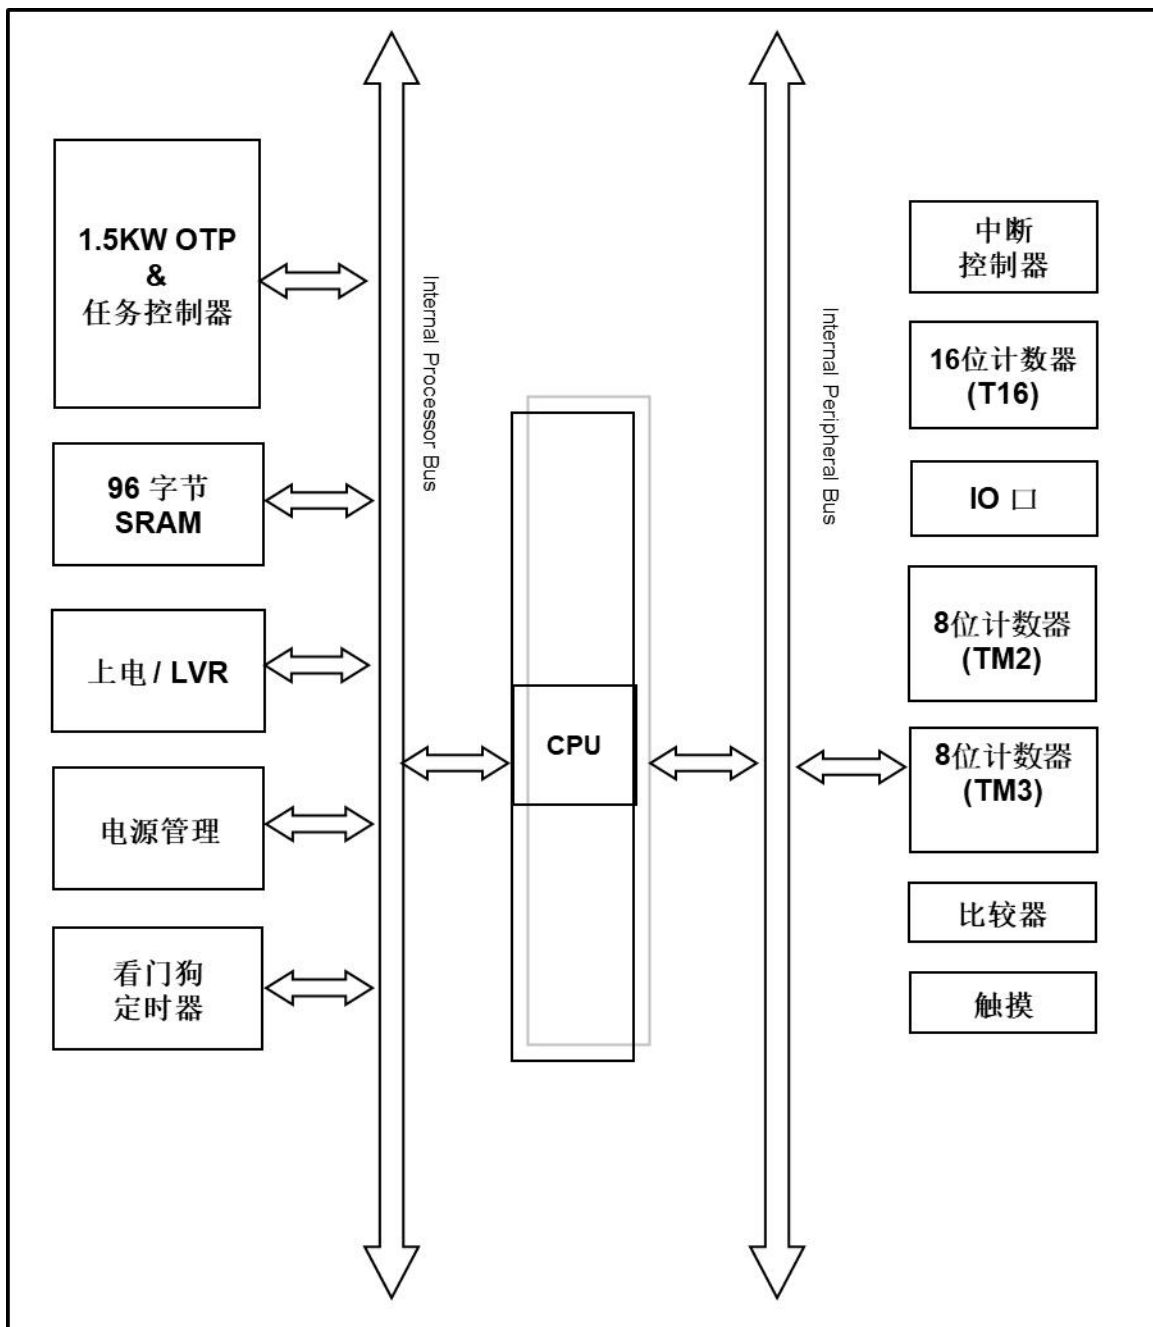 1.5KW OTP
&
任务控制器
96 字节
SRAM
上电 / LVR
电源管理
看门狗
定时器
Internal Processor Bus
CPU
Internal Peripheral Bus
中断
控制器
16位计数器
(T16)
IO 口
8位计数器
(TM2)
8位计数器
(TM3)
比较器
触摸